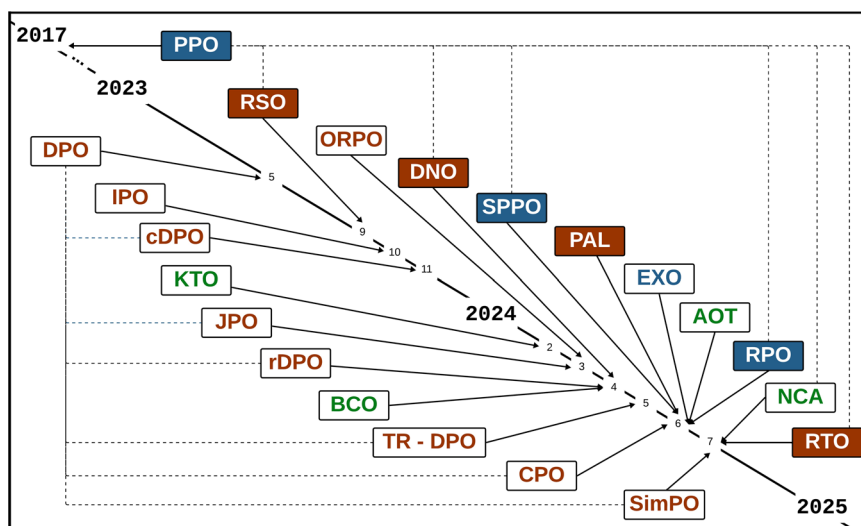 2017
PPO
2023
RSO
ORPO
DPO
DNO
5
IPO
SPPO
cDPO
9
PAL
10
11
KTO
EXO
2024
AOT
JPO
2
RPO
rDPO
3
4
BCO
5
NCA
6
TR - DPO
7
RTO
CPO
SimPO
2025